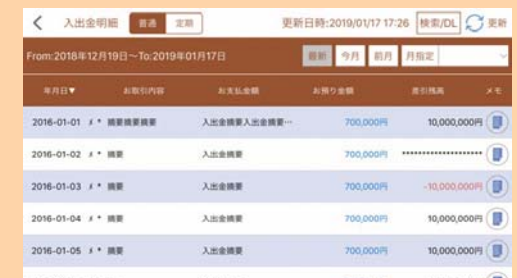 入出金明細 普通 定期 更新日時:2019/01/17 17:26 検索/DL 更新
From:2018年12月19日～To:2019年01月17日 最新 今月 前月 月指定
年月日▼ お取引内容 お支払金額 お預り金額 差引残高 メモ
2016-01-01 * 摘要摘要摘要 入出金摘要入出金摘要… 700,000円 10,000,000円
2016-01-02 * 摘要 入出金摘要 700,000円 ********************
2016-01-03 * 摘要 入出金摘要 700,000円 -10,000,000円
2016-01-04 * 摘要 入出金摘要 700,000円 10,000,000円
2016-01-05 * 摘要 入出金摘要 700,000円 10,000,000円